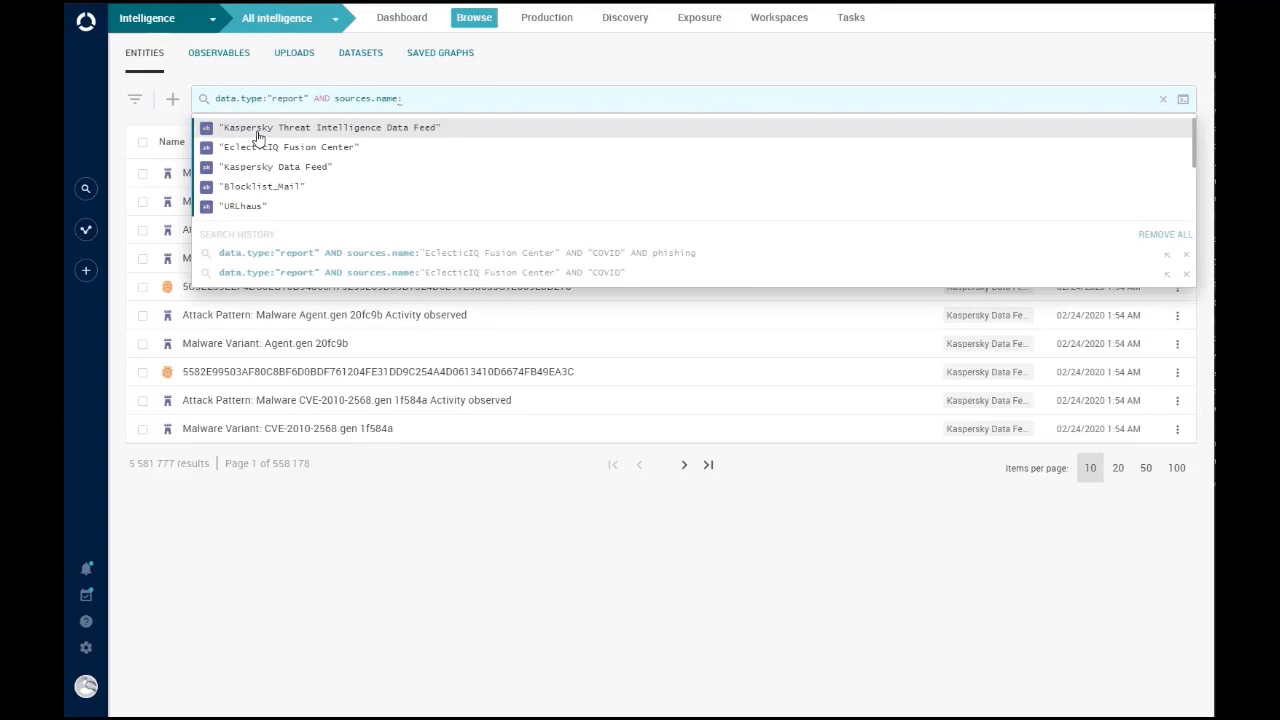 Intelligence
All intelligence
Dashboard
Browse
Production
Discovery
Exposure
Workspaces
Tasks
ENTITIES
OBSERVABLES
UPLOADS
DATASETS
SAVED GRAPHS
data.type:"report" AND sources.name:
Name
"Kaspersky Threat Intelligence Data Feed"
"EclecticIQ Fusion Center"
"Kaspersky Data Feed"
"Blocklist_Mail"
"URLhaus"
SEARCH HISTORY
REMOVE ALL
data.type:"report" AND sources.name:"EclecticIQ Fusion Center" AND "COVID" AND phishing
data.type:"report" AND sources.name:"EclecticIQ Fusion Center" AND "COVID"
Attack Pattern: Malware Agent.gen 20fc9b Activity observed Kaspersky Data Fe... 02/24/2020 1:54 AM
Malware Variant: Agent.gen 20fc9b Kaspersky Data Fe... 02/24/2020 1:54 AM
5582E99503AF80C8BF6D0BDF761204FE31DD9C254A4D0613410D6674FB49EA3C Kaspersky Data Fe... 02/24/2020 1:54 AM
Attack Pattern: Malware CVE-2010-2568.gen 1f584a Activity observed Kaspersky Data Fe... 02/24/2020 1:54 AM
Malware Variant: CVE-2010-2568.gen 1f584a Kaspersky Data Fe... 02/24/2020 1:54 AM
5 581 777 results
Page 1 of 558 178
Items per page: 10 20 50 100